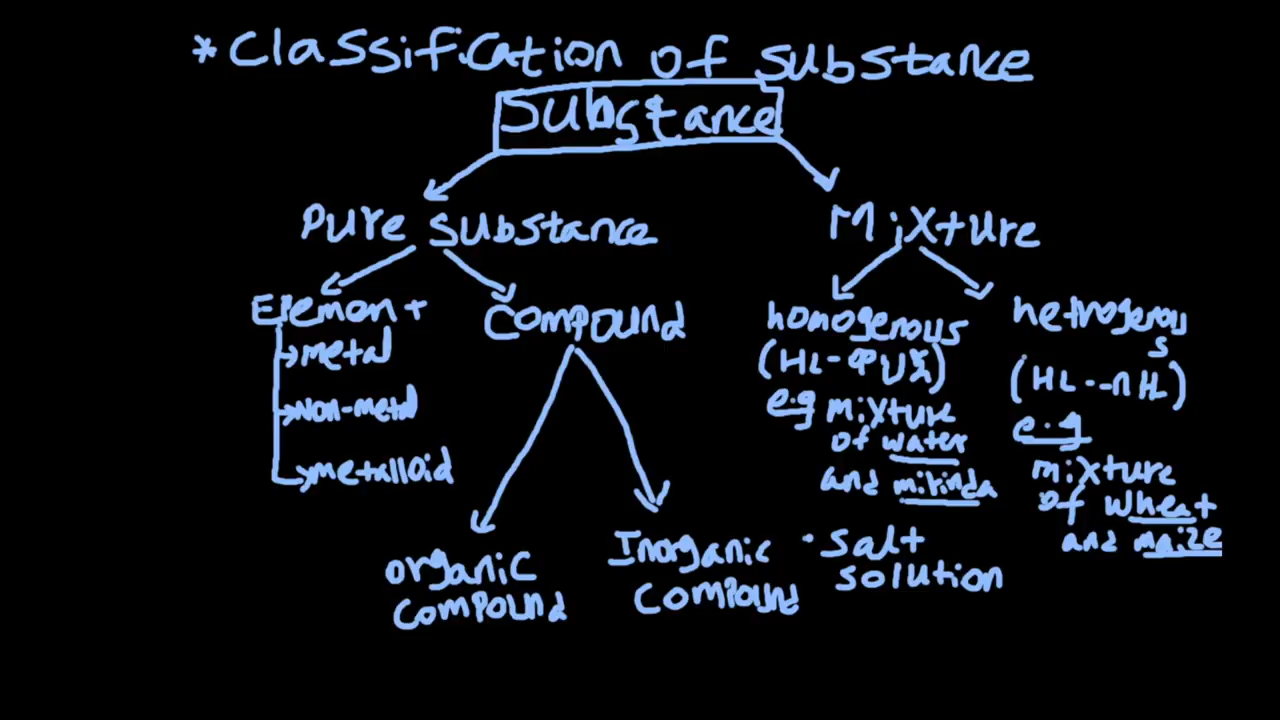 * Classification of substance
Substance
Pure substance
Mixture
Element
metal
Non-metal
metalloid
Compound
organic
compound
Inorganic
compound
homogenous
e.g mixture
of water
and mirinda
• salt
solution
hetrogerous
e.g
mixture
of wheat
and maize